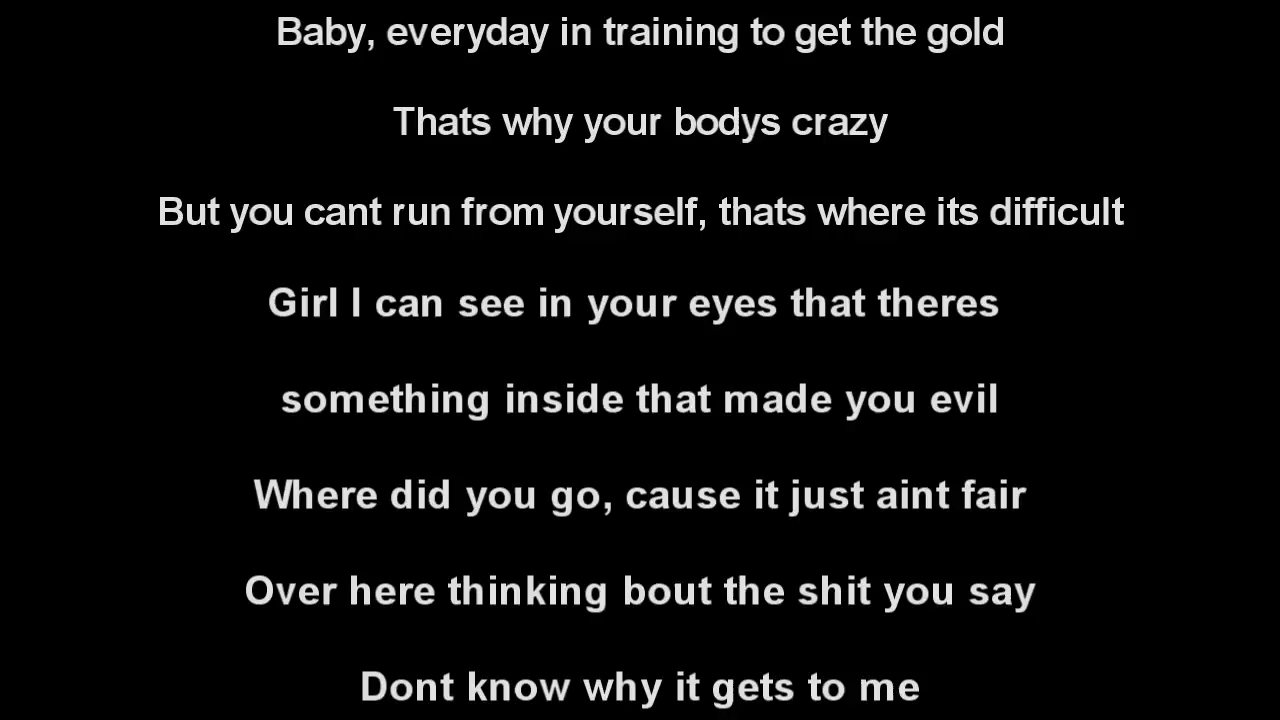 Baby, everyday in training to get the gold
Thats why your bodys crazy
But you cant run from yourself, thats where its difficult
Girl I can see in your eyes that theres
something inside that made you evil
Where did you go, cause it just aint fair
Over here thinking bout the shit you say
Dont know why it gets to me